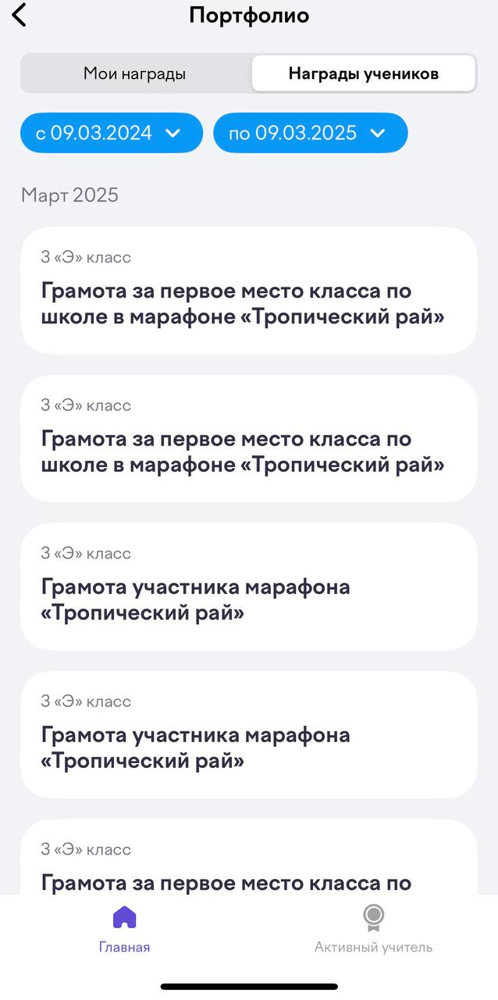 Портфолио
Мои награды
Награды учеников
с 09.03.2024
по 09.03.2025
Март 2025
3 «Э» класс
Грамота за первое место класса по
школе в марафоне «Тропический рай»
3 «Э» класс
Грамота за первое место класса по
школе в марафоне «Тропический рай»
3 «Э» класс
Грамота участника марафона
«Тропический рай»
3 «Э» класс
Грамота участника марафона
«Тропический рай»
3 «Э» класс
Грамота за первое место класса по
Главная
Активный учитель